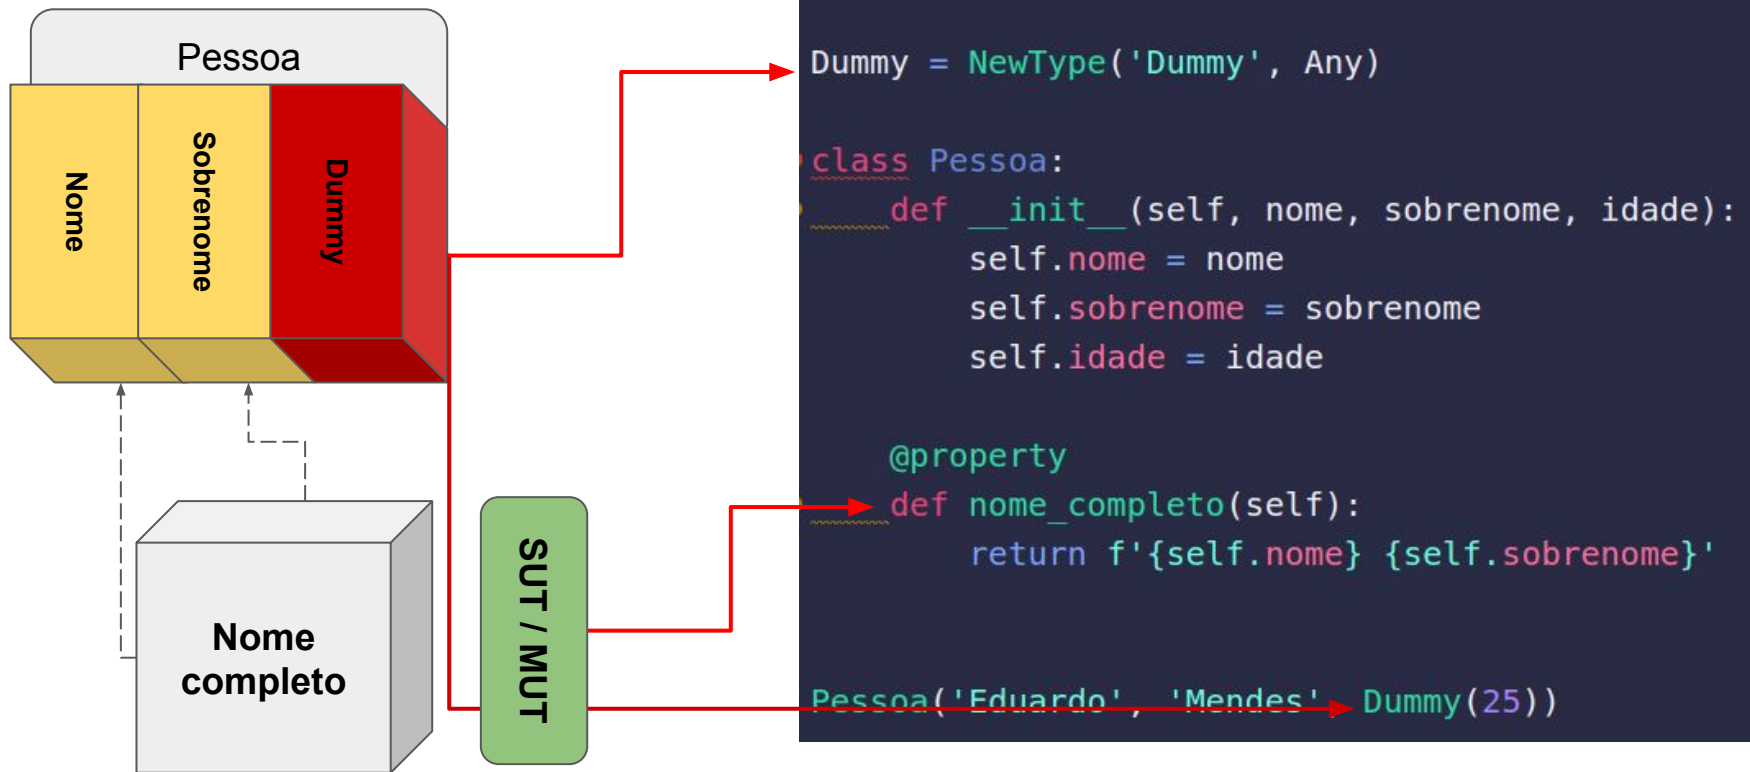 Pessoa
Nome
Sobrenome
Dummy
Nome
completo
SUT / MUT
Dummy = NewType('Dummy', Any)
class Pessoa:
    def __init__(self, nome, sobrenome, idade):
        self.nome = nome
        self.sobrenome = sobrenome
        self.idade = idade
    @property
    def nome_completo(self):
        return f'{self.nome} {self.sobrenome}'
Pessoa('Eduardo', 'Mendes', Dummy(25))